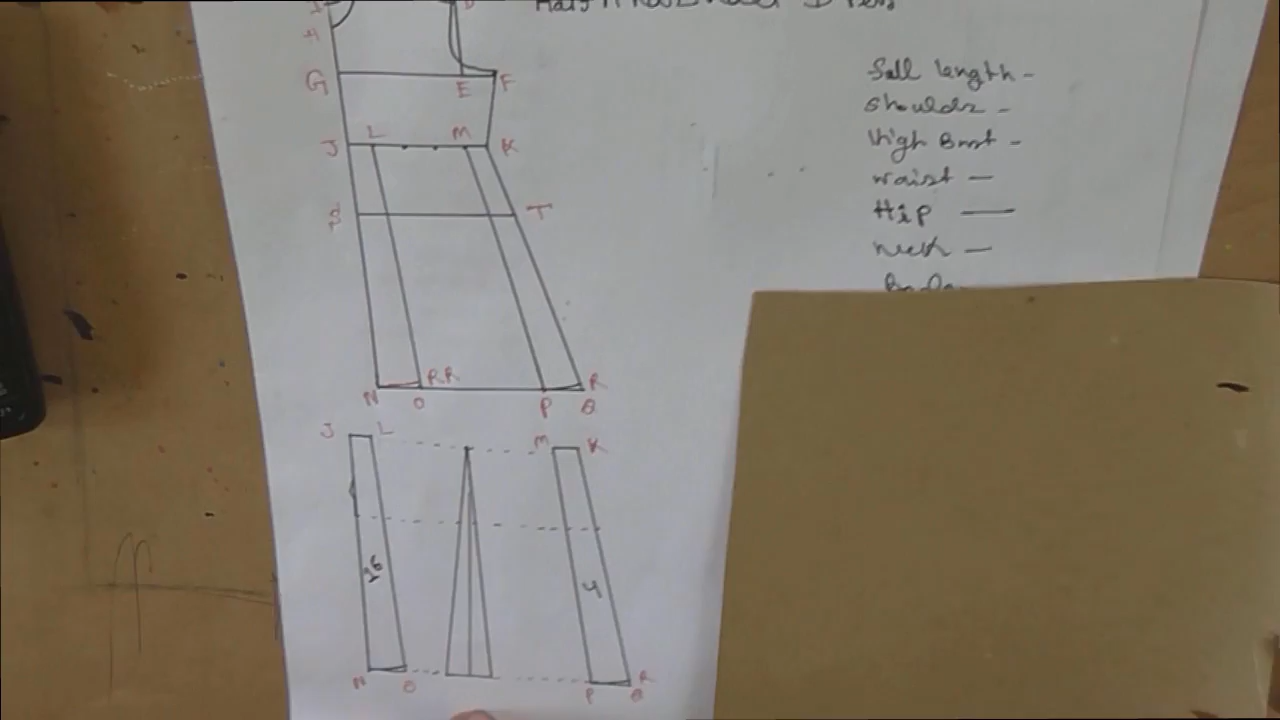 G E F
J L M K
S T
N O P Q R
J L M K
16 4
N O P Q R
Full length -
Shoulder -
High Bust -
Waist -
Hip -
Neck -